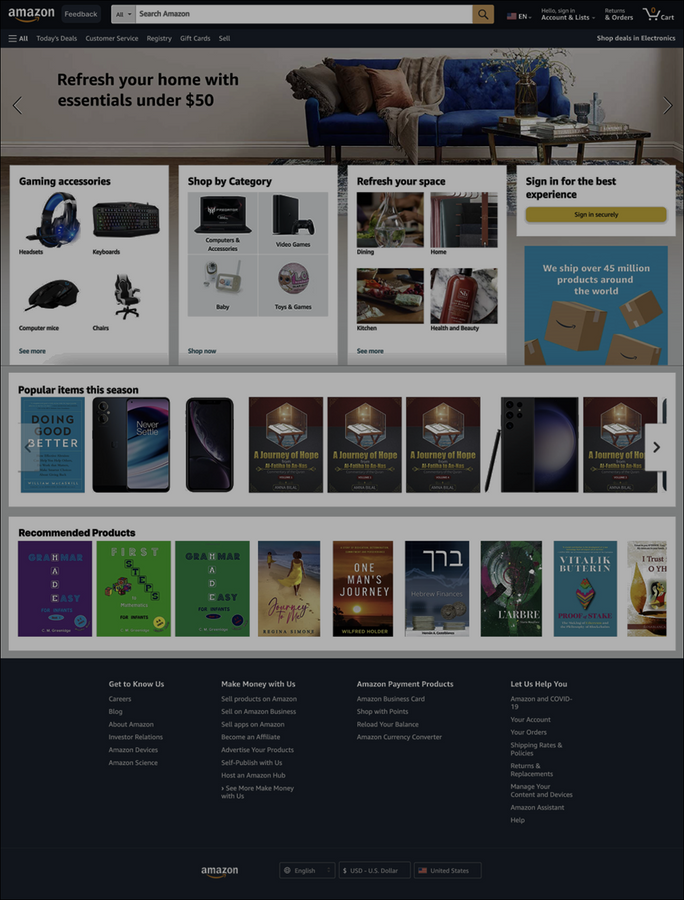 amazon
Feedback
All
Search Amazon
EN
Hello, sign in
Account & Lists
Returns
& Orders
0
Cart
All
Today's Deals
Customer Service
Registry
Gift Cards
Sell
Shop deals in Electronics
Refresh your home with
essentials under $50
Gaming accessories
Headsets
Keyboards
Computer mice
Chairs
See more
Shop by Category
Computers &
Accessories
Video Games
Baby
Toys & Games
Shop now
Refresh your space
Dining
Home
Kitchen
Health and Beauty
See more
Sign in for the best
experience
Sign in securely
We ship over 45 million
products around
the world
Popular items this season
DOING
GOOD
BETTER
WILLIAM MACASKILL
Never
Settle
A Journey of Hope
from
Al-Fatiha to An-Nas
A Journey of Hope
from
Al-Fatiha to An-Nas
A Journey of Hope
from
Al-Fatiha to An-Nas
A Journey of Hope
Al-Fatiha to An-Nas
Recommended Products
GRAMMAR
MADE
EASY
FOR INFANTS
FIRST
STEPS
in Mathematics
FOR INFANTS
GRAMMAR
MADE
EASY
FOR INFANTS
Journey
to Me
REGINA SIMONE
ONE
MAN'S
JOURNEY
WILFRED HOLDER
ברך
Hebrew Finances
L'ARBRE
VITALIK
BUTERIN
PROOF of STAKE
I Trust
O YH
Get to Know Us
Careers
Blog
About Amazon
Investor Relations
Amazon Devices
Amazon Science
Make Money with Us
Sell products on Amazon
Sell on Amazon Business
Sell apps on Amazon
Become an Affiliate
Advertise Your Products
Self-Publish with Us
Host an Amazon Hub
› See More Make Money
with Us
Amazon Payment Products
Amazon Business Card
Shop with Points
Reload Your Balance
Amazon Currency Converter
Let Us Help You
Amazon and COVID-
19
Your Account
Your Orders
Shipping Rates &
Policies
Returns &
Replacements
Manage Your
Content and Devices
Amazon Assistant
Help
amazon
English
$ USD - U.S. Dollar
United States